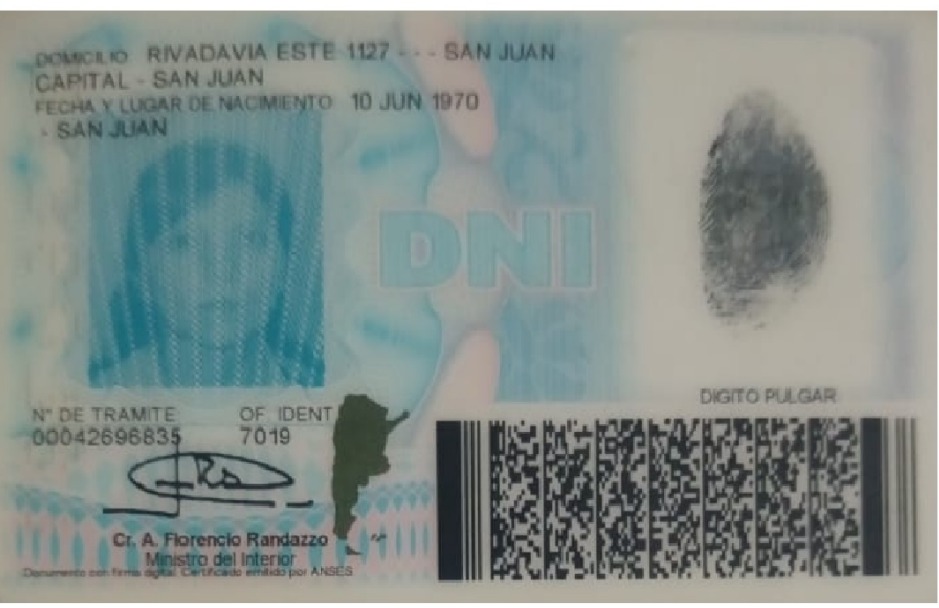 DOMICILIO RIVADAVIA ESTE 1127 - - - SAN JUAN
CAPITAL - SAN JUAN
FECHA Y LUGAR DE NACIMIENTO 10 JUN 1970
- SAN JUAN
DNI
DIGITO PULGAR
N° DE TRAMITE OF IDENT
00042696835 7019
Cr. A. Florencio Randazzo
Ministro del Interior
Documento con firma digital. Certificado emitido por ANSES